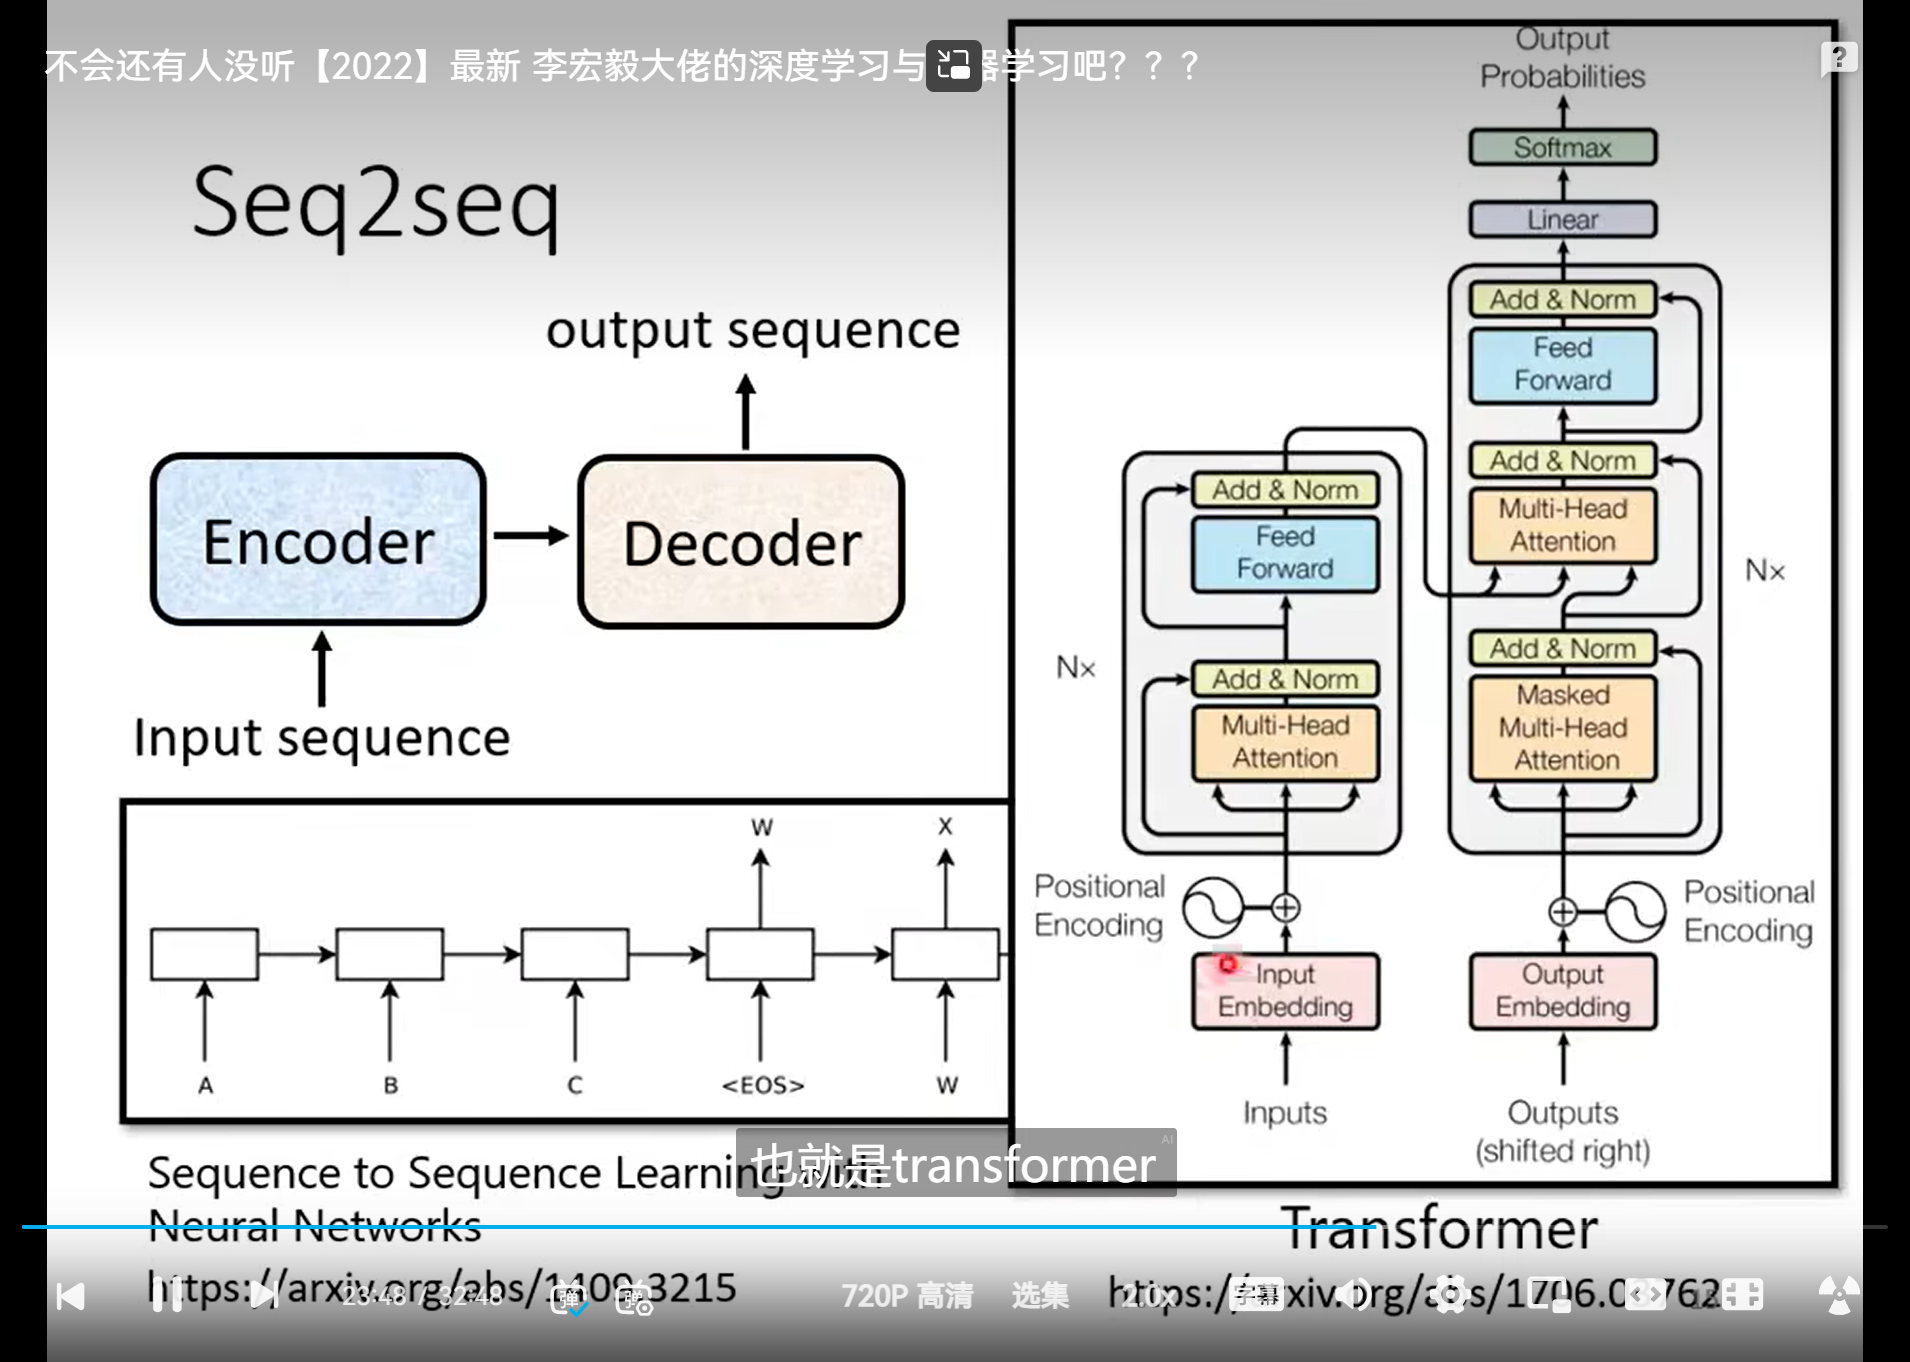 不会还有人没听【2022】最新 李宏毅大佬的深度学习与 器学习吧？？？
?
Seq2seq
output sequence
Encoder
Decoder
Input sequence
W
X
A
B
C
<EOS>
W
Sequence to Sequence Learning with
Neural Networks
https://arxiv.org/abs/1409.3215
Output
Probabilities
Softmax
Linear
Add & Norm
Feed
Forward
Add & Norm
Multi-Head
Attention
Nx
Add & Norm
Masked
Multi-Head
Attention
Add & Norm
Feed
Forward
Nx
Add & Norm
Multi-Head
Attention
Positional
Encoding
Positional
Encoding
Input
Embedding
Output
Embedding
Inputs
Outputs
(shifted right)
AI
也就是transformer
Transformer
https://arxiv.org/abs/1706.03762
23:48 / 32:48
弹
弹
720P 高清
选集
2.0x
字幕